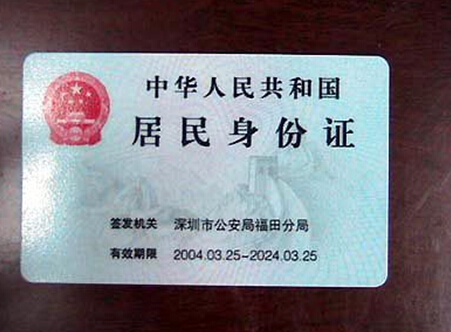 中华人民共和国
居民身份证
签发机关 深圳市公安局福田分局
有效期限 2004.03.25-2024.03.25